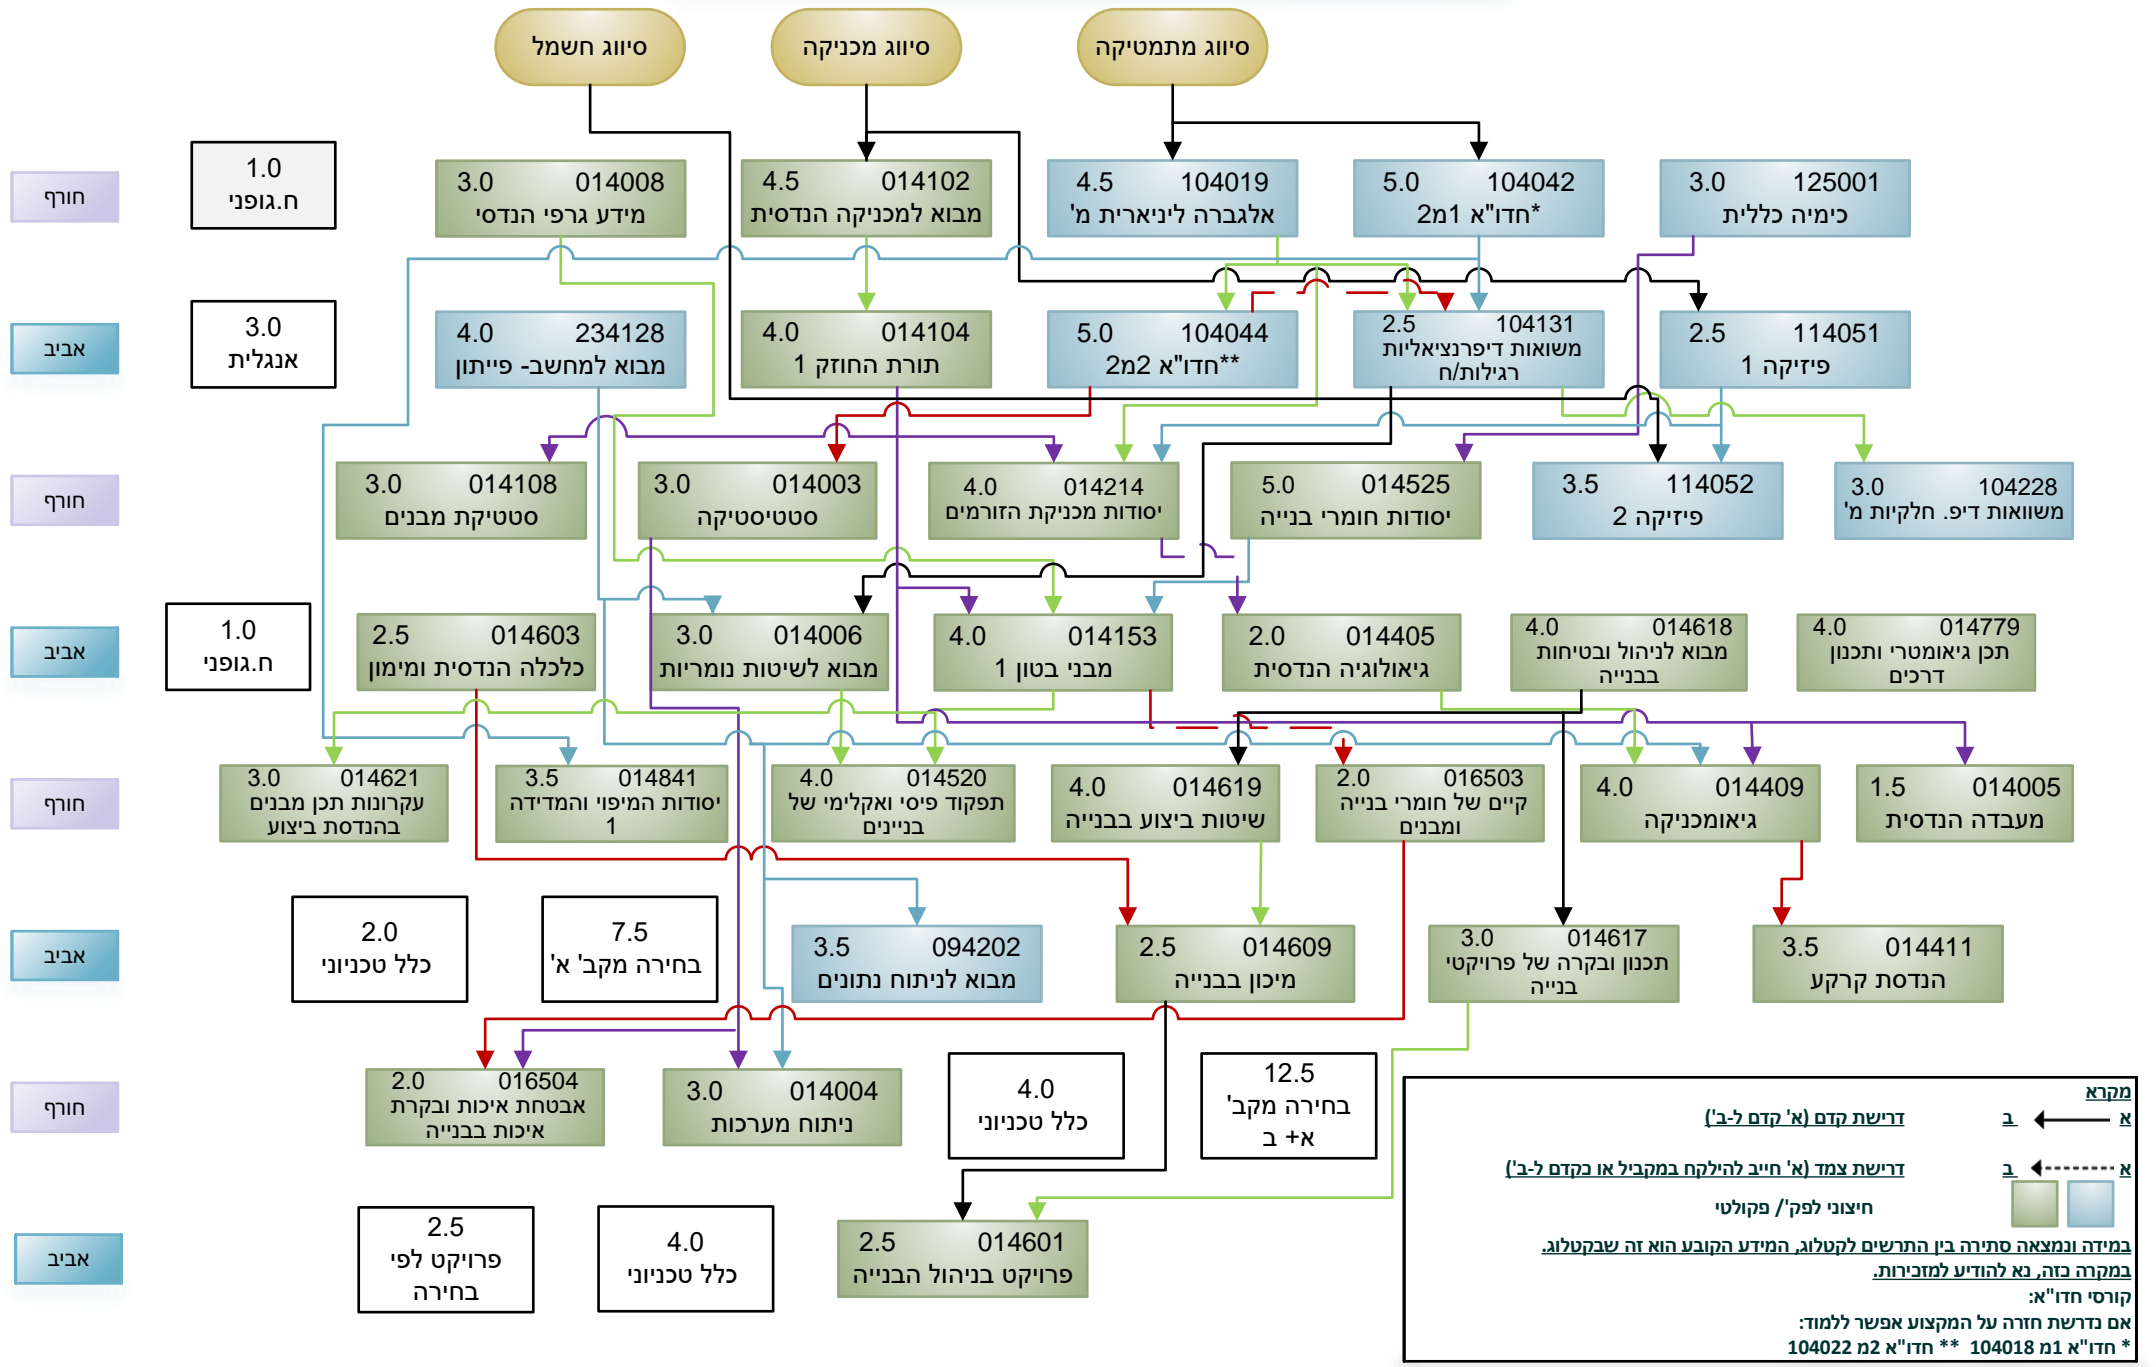 סיווג מתמטיקה
סיווג מכניקה
סיווג חשמל
חורף
125001 3.0
כימיה כללית
104042 5.0
*חדו"א 1מ2
104019 4.5
אלגברה ליניארית מ'
014102 4.5
מבוא למכניקה הנדסית
014008 3.0
מידע גרפי הנדסי
1.0
ח.גופני
אביב
114051 2.5
פיזיקה 1
104131 2.5
משואות דיפרנציאליות
רגילות/ח
104044 5.0
**חדו"א 2מ2
014104 4.0
תורת החוזק 1
234128 4.0
מבוא למחשב- פייתון
3.0
אנגלית
חורף
104228 3.0
משוואות דיפ. חלקיות מ'
114052 3.5
פיזיקה 2
014525 5.0
יסודות חומרי בנייה
014214 4.0
יסודות מכניקת הזורמים
014003 3.0
סטטיסטיקה
014108 3.0
סטטיקת מבנים
אביב
014779 4.0
תכן גיאומטרי ותכנון
דרכים
014618 4.0
מבוא לניהול ובטיחות
בבנייה
014405 2.0
גיאולוגיה הנדסית
014153 4.0
מבני בטון 1
014006 3.0
מבוא לשיטות נומריות
014603 2.5
כלכלה הנדסית ומימון
1.0
ח.גופני
חורף
014005 1.5
מעבדה הנדסית
014409 4.0
גיאומכניקה
016503 2.0
קיים של חומרי בנייה
ומבנים
014619 4.0
שיטות ביצוע בבנייה
014520 4.0
תפקוד פיסי ואקלימי של
בניינים
014841 3.5
יסודות המיפוי והמדידה
1
014621 3.0
עקרונות תכן מבנים
בהנדסת ביצוע
אביב
014411 3.5
הנדסת קרקע
014617 3.0
תכנון ובקרה של פרויקטי
בנייה
014609 2.5
מיכון בבנייה
094202 3.5
מבוא לניתוח נתונים
7.5
בחירה מקב' א'
2.0
כלל טכניוני
חורף
12.5
בחירה מקב'
א+ ב
4.0
כלל טכניוני
014004 3.0
ניתוח מערכות
016504 2.0
אבטחת איכות ובקרת
איכות בבנייה
אביב
014601 2.5
פרויקט בניהול הבנייה
4.0
כלל טכניוני
2.5
פרויקט לפי
בחירה
מקרא
א ב דרישת קדם (א' קדם ל-ב')
א ב דרישת צמד (א' חייב להילקח במקביל או כקדם ל-ב')
חיצוני לפק'/ פקולטי
במידה ונמצאה סתירה בין התרשים לקטלוג, המידע הקובע הוא זה שבקטלוג.
במקרה כזה, נא להודיע למזכירות.
קורסי חדו"א:
אם נדרשת חזרה על המקצוע אפשר ללמוד:
* חדו"א 1מ 104018 ** חדו"א 2מ 104022